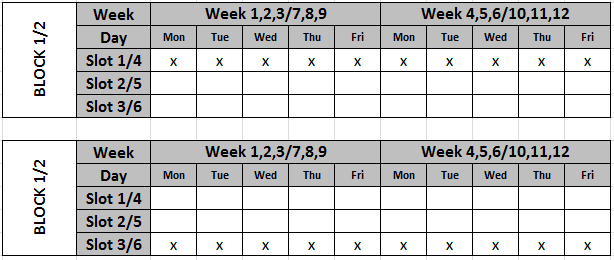 BLOCK 1/2
Week Week 1,2,3/7,8,9 Week 4,5,6/10,11,12
Day Mon Tue Wed Thu Fri Mon Tue Wed Thu Fri
Slot 1/4 x x x x x x x x x x
Slot 2/5
Slot 3/6
BLOCK 1/2
Week Week 1,2,3/7,8,9 Week 4,5,6/10,11,12
Day Mon Tue Wed Thu Fri Mon Tue Wed Thu Fri
Slot 1/4
Slot 2/5
Slot 3/6 x x x x x x x x x x